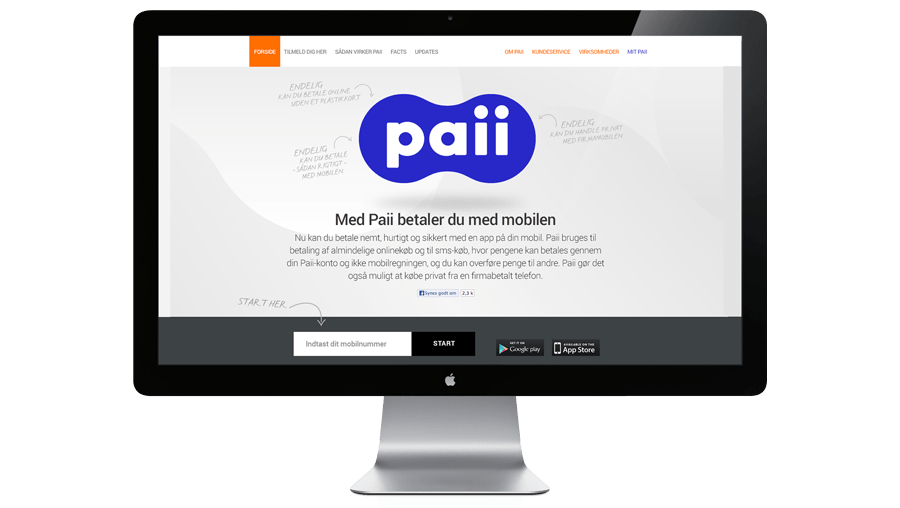 FORSIDE TILMELD DIG HER SÅDAN VIRKER PAII FACTS UPDATES OM PAII KUNDESERVICE VIRKSOMHEDER MIT PAII
ENDELIG
KAN DU BETALE ONLINE
UDEN ET PLASTIKKORT
paii
ENDELIG
KAN DU HANDLE PRIVAT
MED FIRMAMOBILEN
ENDELIG
KAN DU BETALE
- SÅDAN RIGTIGT -
MED MOBILEN
Med Paii betaler du med mobilen
Nu kan du betale nemt, hurtigt og sikkert med en app på din mobil. Paii bruges til
betaling af almindelige onlinekøb og til sms-køb, hvor pengene kan betales gennem
din Paii-konto og ikke mobilregningen, og du kan overføre penge til andre. Paii gør det
også muligt at købe privat fra en firmabetalt telefon.
Synes godt om 2,3 k
START HER
Indtast dit mobilnummer START
GET IT ON
Google play
AVAILABLE ON THE
App Store